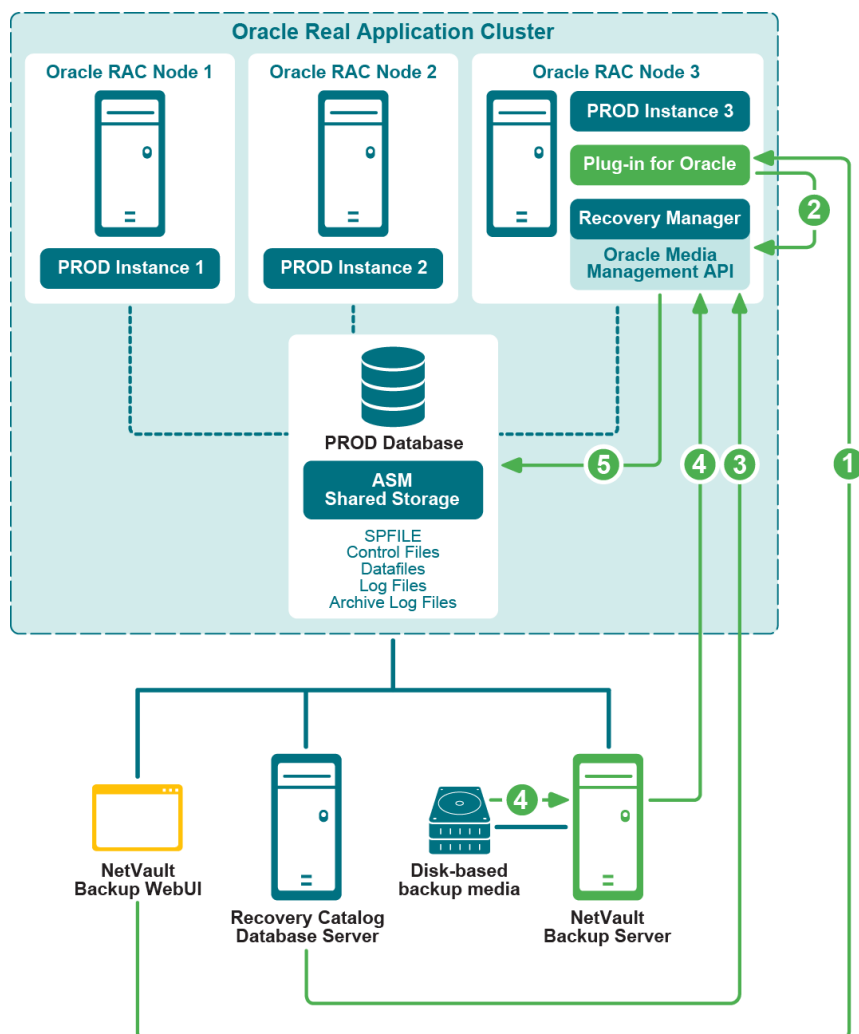 Oracle Real Application Cluster
Oracle RAC Node 1
PROD Instance 1
Oracle RAC Node 2
PROD Instance 2
Oracle RAC Node 3
PROD Instance 3
Plug-in for Oracle
Recovery Manager
Oracle Media
Management API
2
1
PROD Database
ASM
Shared Storage
SPFILE
Control Files
Datafiles
Log Files
Archive Log Files
5
4
3
NetVault
Backup WebUI
Recovery Catalog
Database Server
4
Disk-based
backup media
NetVault
Backup Server